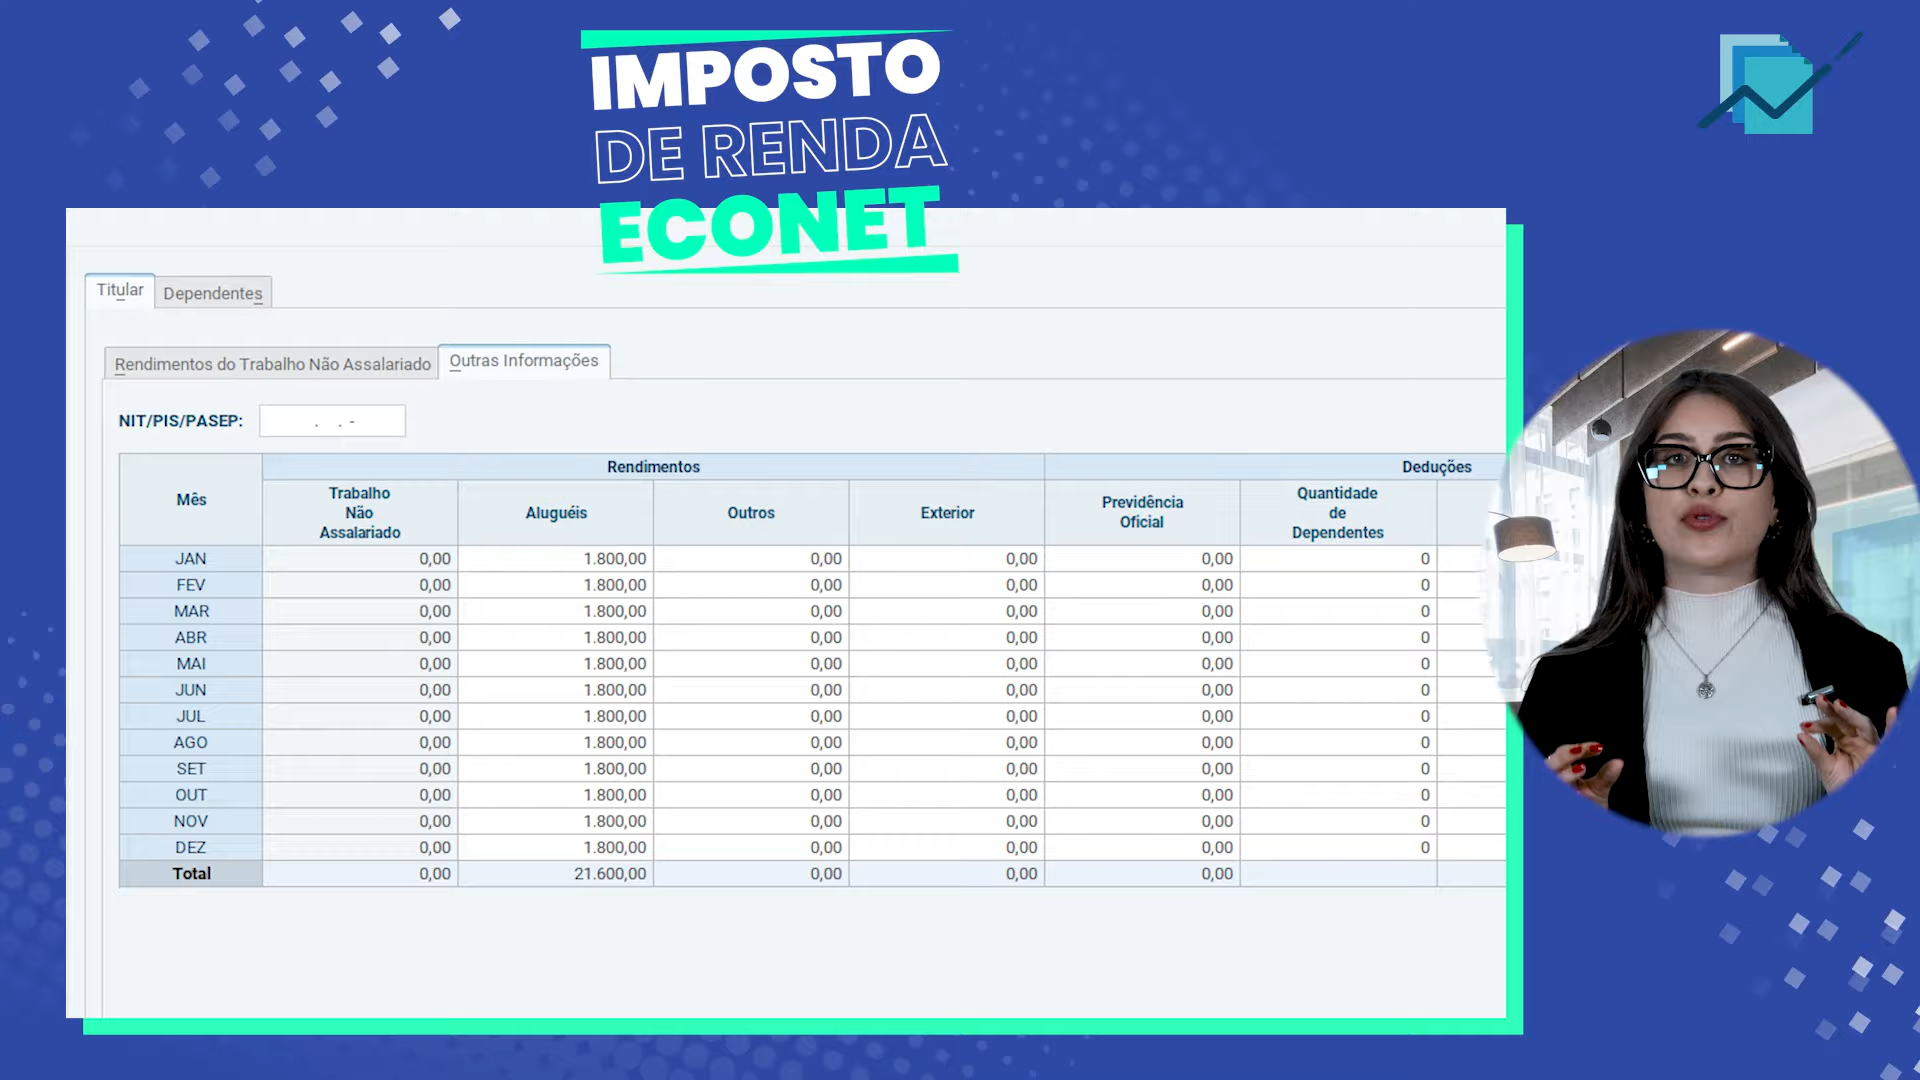 IMPOSTO
DE RENDA
ECONET
Titular Dependentes
Rendimentos do Trabalho Não Assalariado Outras Informações
NIT/PIS/PASEP: . . -
Rendimentos Deduções
Mês Trabalho Não Assalariado Aluguéis Outros Exterior Previdência Oficial Quantidade de Dependentes
JAN 0,00 1.800,00 0,00 0,00 0,00 0
FEV 0,00 1.800,00 0,00 0,00 0,00 0
MAR 0,00 1.800,00 0,00 0,00 0,00 0
ABR 0,00 1.800,00 0,00 0,00 0,00 0
MAI 0,00 1.800,00 0,00 0,00 0,00 0
JUN 0,00 1.800,00 0,00 0,00 0,00 0
JUL 0,00 1.800,00 0,00 0,00 0,00 0
AGO 0,00 1.800,00 0,00 0,00 0,00 0
SET 0,00 1.800,00 0,00 0,00 0,00 0
OUT 0,00 1.800,00 0,00 0,00 0,00 0
NOV 0,00 1.800,00 0,00 0,00 0,00 0
DEZ 0,00 1.800,00 0,00 0,00 0,00 0
Total 0,00 21.600,00 0,00 0,00 0,00